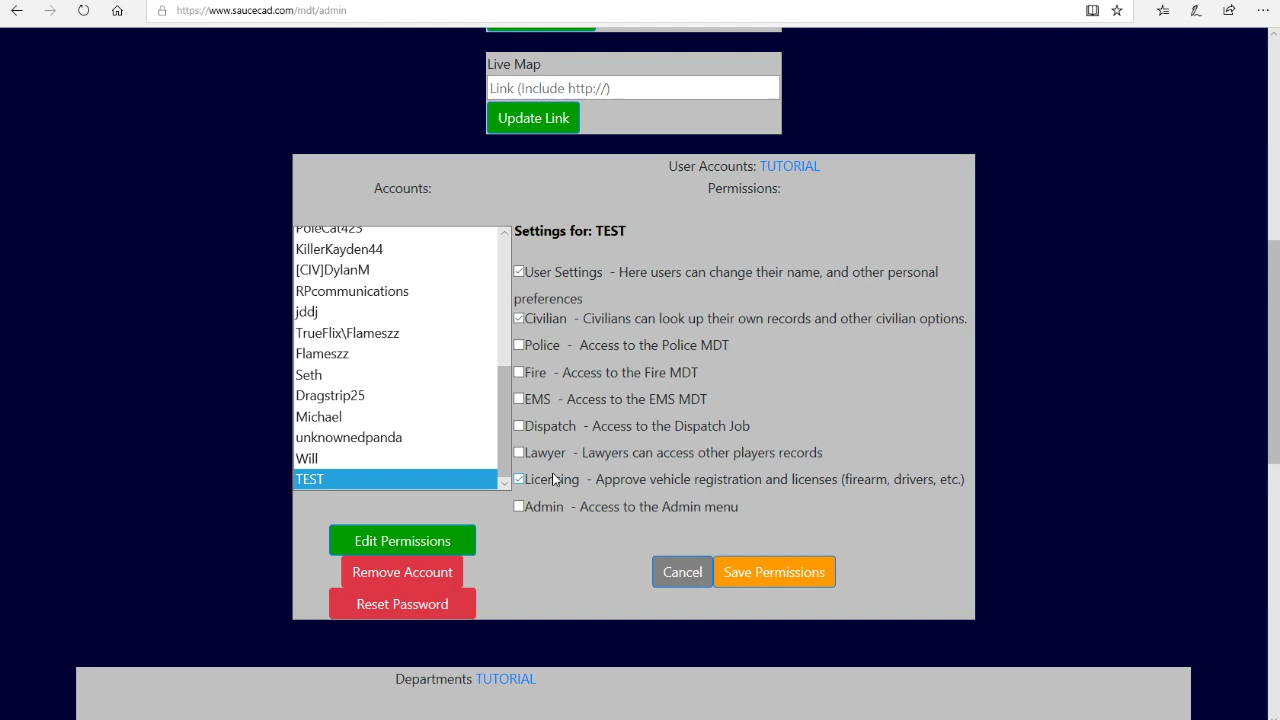 https://www.saucecad.com/mdt/admin
Live Map
Link (Include http://)
Update Link
User Accounts: TUTORIAL
Accounts:
Permissions:
PoleCat423
KillerKayden44
[CIV]DylanM
RPcommunications
jddj
TrueFlix\Flameszz
Flameszz
Seth
Dragstrip25
Michael
unknownedpanda
Will
TEST
Edit Permissions
Remove Account
Reset Password
Settings for: TEST
User Settings - Here users can change their name, and other personal
preferences
Civilian - Civilians can look up their own records and other civilian options.
Police - Access to the Police MDT
Fire - Access to the Fire MDT
EMS - Access to the EMS MDT
Dispatch - Access to the Dispatch Job
Lawyer - Lawyers can access other players records
Licensing - Approve vehicle registration and licenses (firearm, drivers, etc.)
Admin - Access to the Admin menu
Cancel
Save Permissions
Departments TUTORIAL